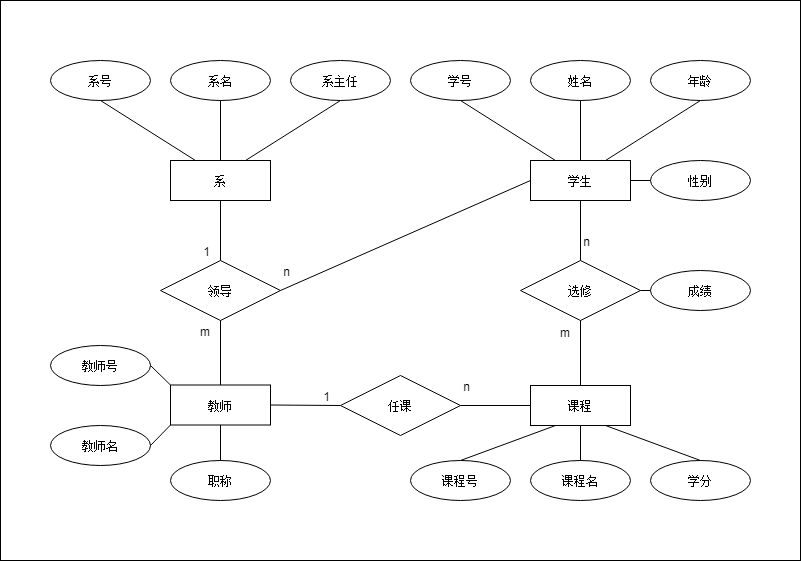 系号
系名
系主任
学号
姓名
年龄
系
学生
性别
1
n
n
领导
选修
成绩
m
m
教师号
教师
1
任课
n
课程
教师名
职称
课程号
课程名
学分